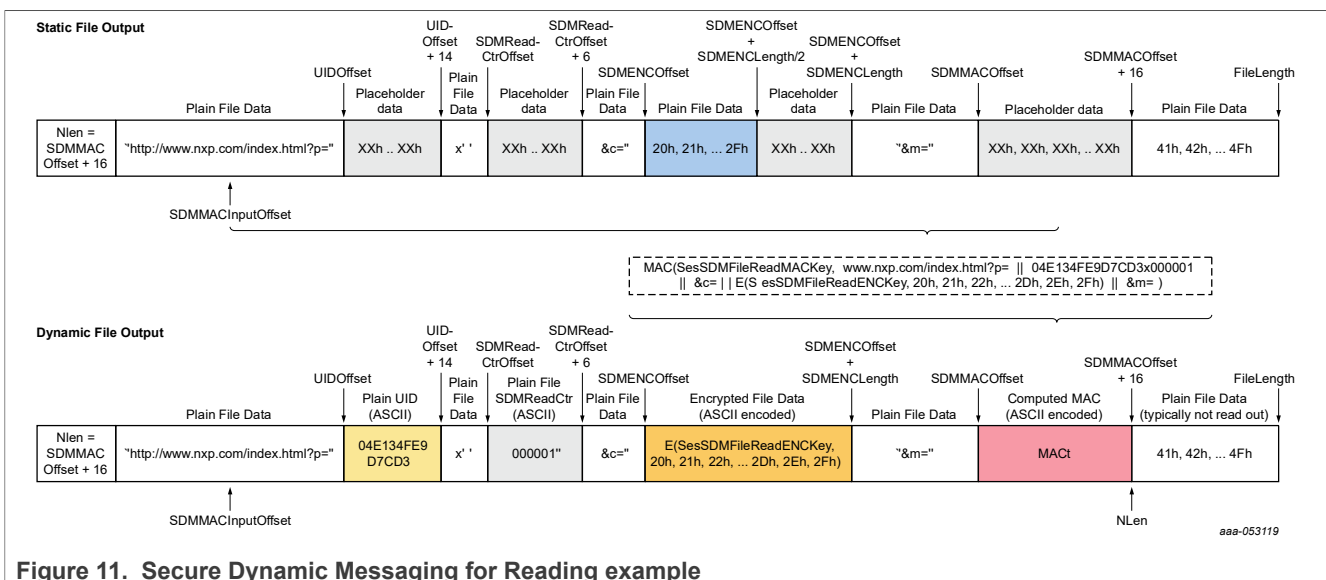 Static File Output
UID-
Offset
+ 14
SDMRead-
CtrOffset
SDMRead-
CtrOffset
+ 6
SDMENCOffset
+
SDMENCLength/2
SDMENCOffset
+
SDMENCLength
SDMMACOffset
+ 16
UIDOffset
SDMENCOffset
SDMMACOffset
FileLength
Plain File Data
Placeholder
data
Plain
File
Data
Placeholder
data
Plain File
Data
Plain File Data
Placeholder
data
Plain File Data
Placeholder data
Plain File Data
Nlen =
SDMMAC
Offset + 16
"http://www.nxp.com/index.html?p="
XXh .. XXh
x' '
XXh .. XXh
&c="
20h, 21h, ... 2Fh
XXh .. XXh
"&m="
XXh, XXh, XXh, .. XXh
41h, 42h, ... 4Fh
SDMMACInputOffset
MAC(SesSDMFileReadMACKey, www.nxp.com/index.html?p= || 04E134FE9D7CD3x000001
|| &c= | | E(S esSDMFileReadENCKey, 20h, 21h, 22h, ... 2Dh, 2Eh, 2Fh) || &m= )
Dynamic File Output
UID-
Offset
+ 14
SDMRead-
CtrOffset
SDMRead-
CtrOffset
+ 6
SDMENCOffset
+
SDMENCLength
SDMMACOffset
+ 16
UIDOffset
SDMENCOffset
SDMMACOffset
FileLength
Plain File Data
Plain UID
(ASCII)
Plain
File
Data
Plain File
SDMReadCtr
(ASCII)
Plain File
Data
Encrypted File Data
(ASCII encoded)
Plain File Data
Computed MAC
(ASCII encoded)
Plain File Data
(typically not read out)
Nlen =
SDMMAC
Offset + 16
"http://www.nxp.com/index.html?p="
04E134FE9
D7CD3
x' '
000001"
&c="
E(SesSDMFileReadENCKey,
20h, 21h, 22h, ... 2Dh, 2Eh, 2Fh)
"&m="
MACt
41h, 42h, ... 4Fh
SDMMACInputOffset
NLen
aaa-053119
Figure 11. Secure Dynamic Messaging for Reading example